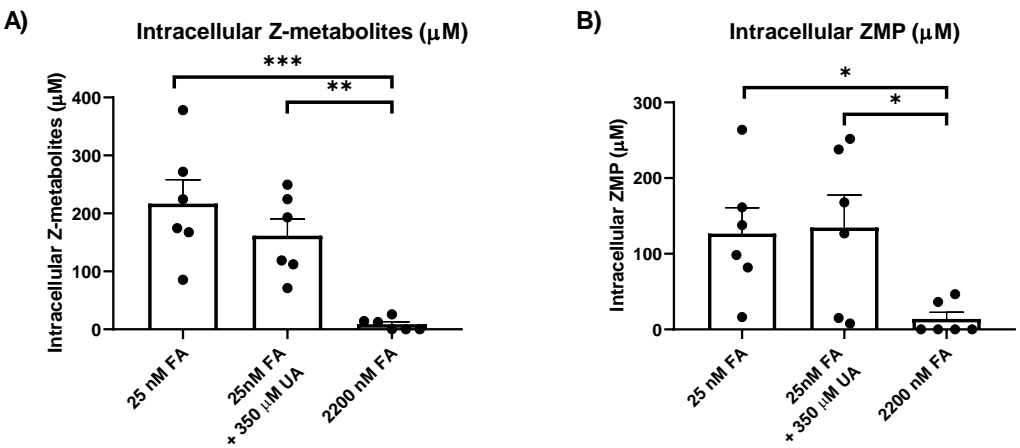 A)
Intracellular Z-metabolites (μM)
***
**
Intracellular Z-metabolites (μM)
400
300
200
100
0
25 nM FA
25nM FA
+ 350 μM UA
2200 nM FA
B)
Intracellular ZMP (μM)
*
*
Intracellular ZMP (μM)
300
200
100
0
25 nM FA
25nM FA
+ 350 μM UA
2200 nM FA